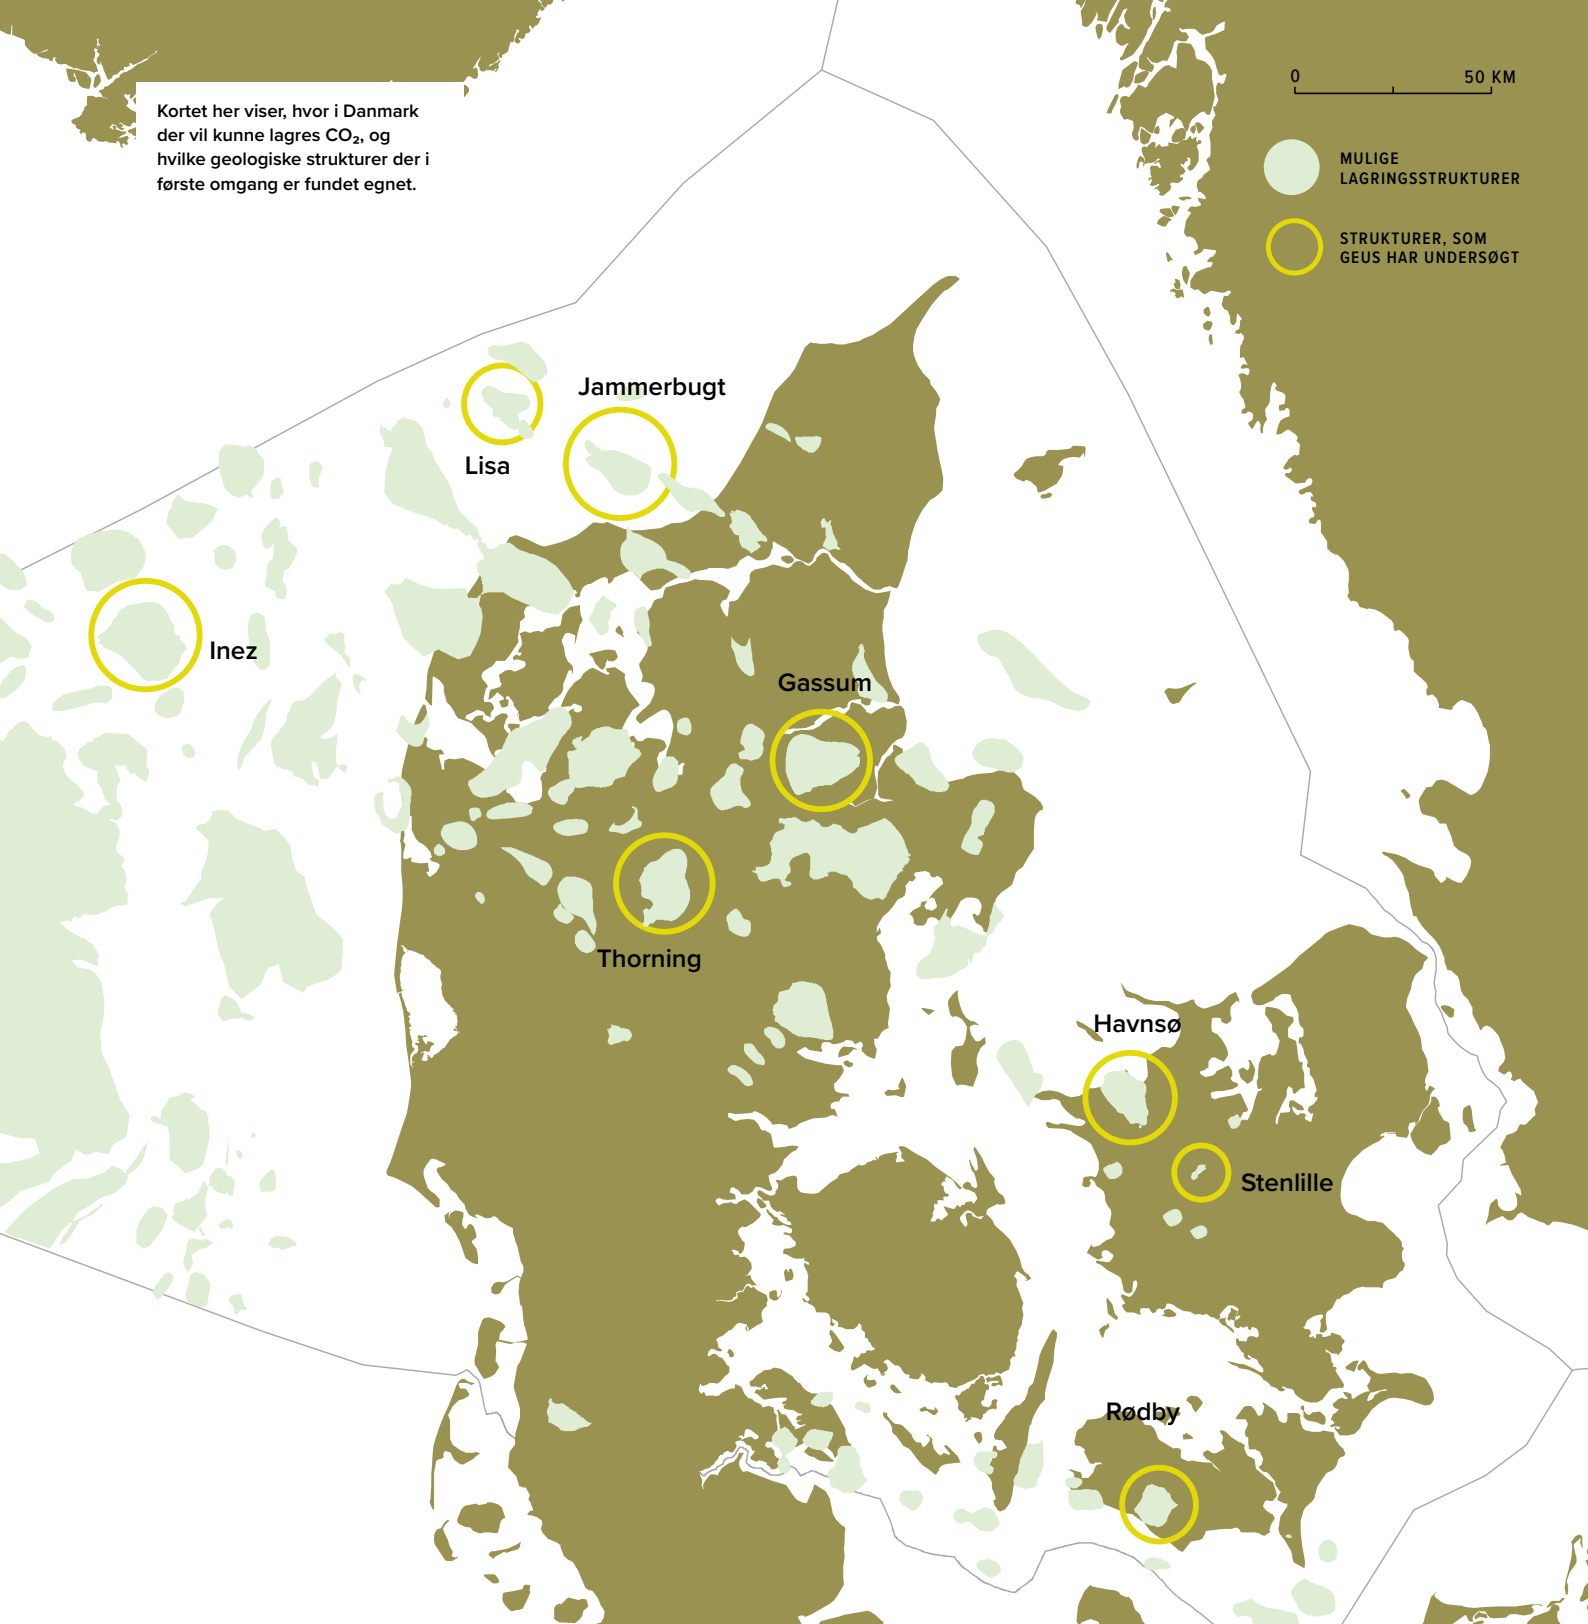 Kortet her viser, hvor i Danmark
der vil kunne lagres CO₂, og
hvilke geologiske strukturer der i
første omgang er fundet egnet.
0 50 KM
MULIGE
LAGRINGSSTRUKTURER
STRUKTURER, SOM
GEUS HAR UNDERSØGT
Jammerbugt
Lisa
Inez
Gassum
Thorning
Havnsø
Stenlille
Rødby